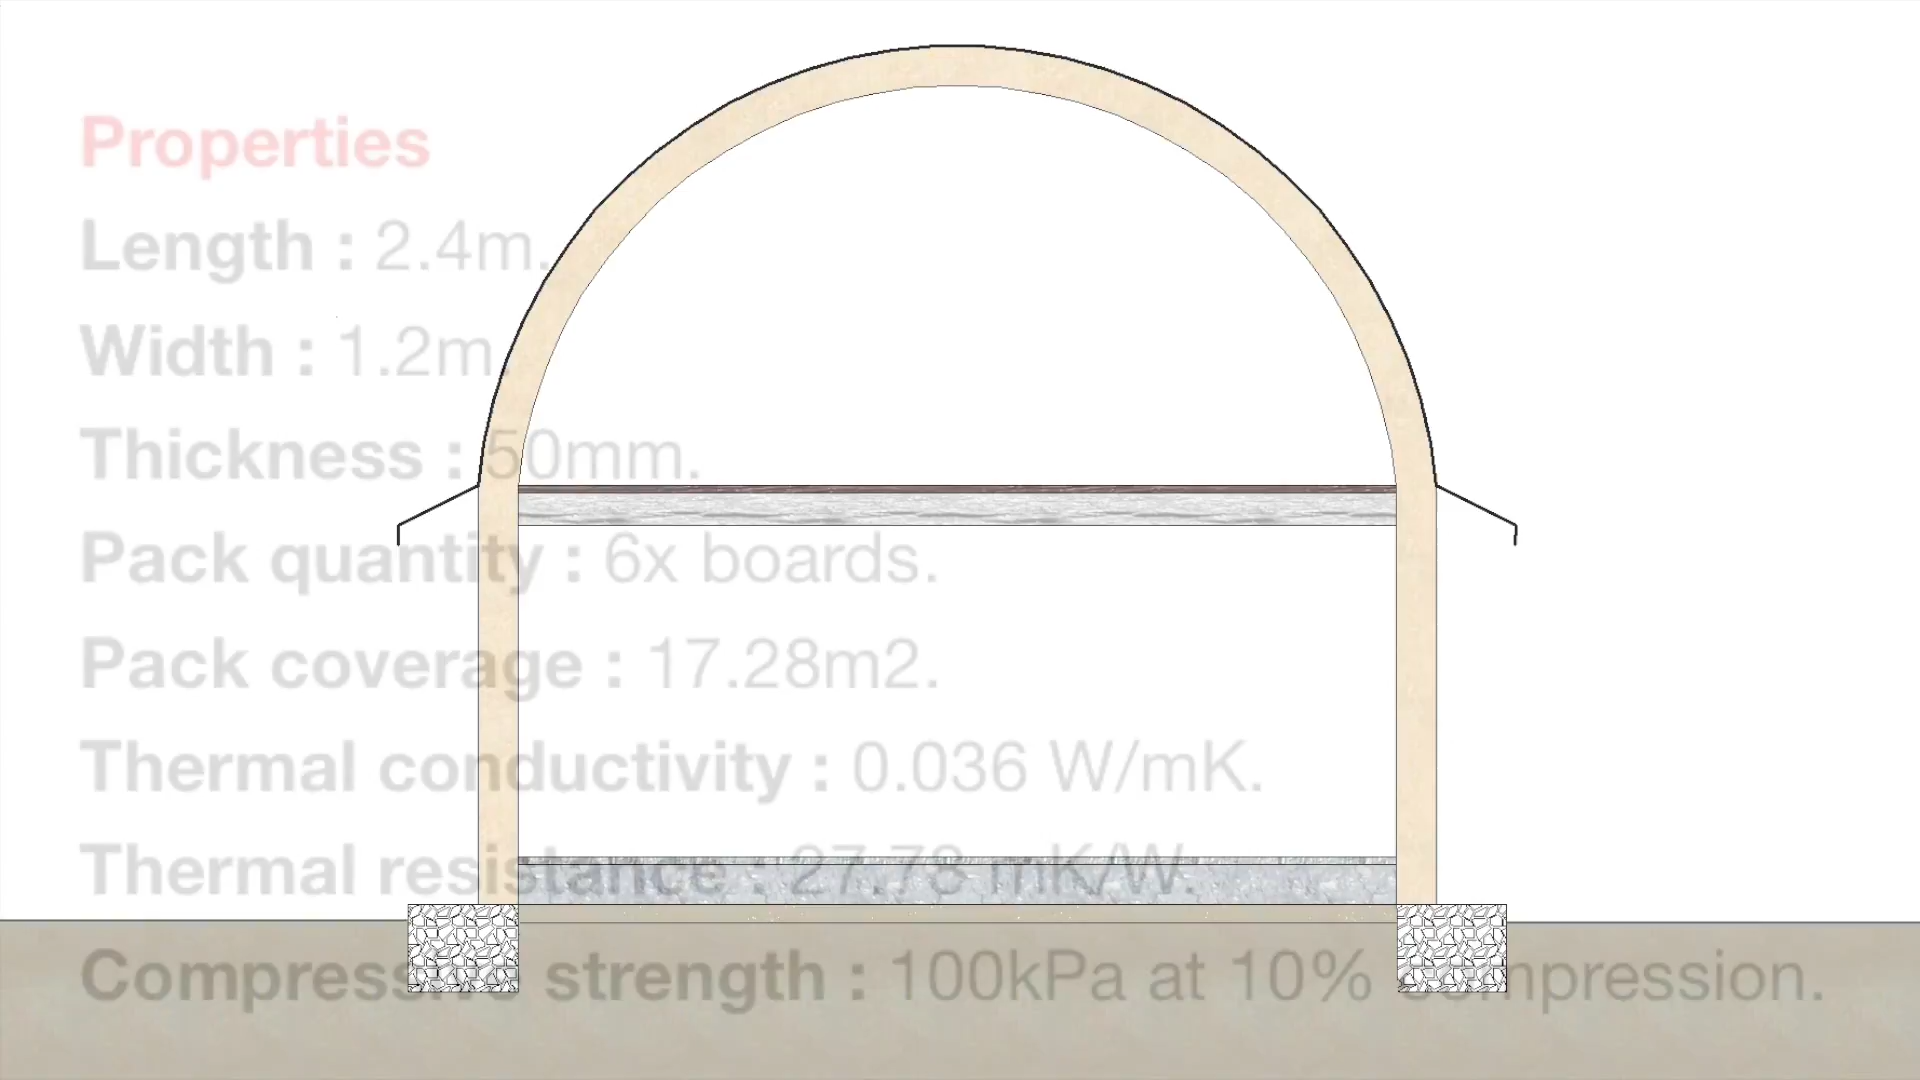 Properties
Length : 2.4m.
Width : 1.2m.
Thickness : 50mm.
Pack quantity : 6x boards.
Pack coverage : 17.28m2.
Thermal conductivity : 0.036 W/mK.
Thermal resistance : 27.78 mK/W.
Compressive strength : 100kPa at 10% compression.